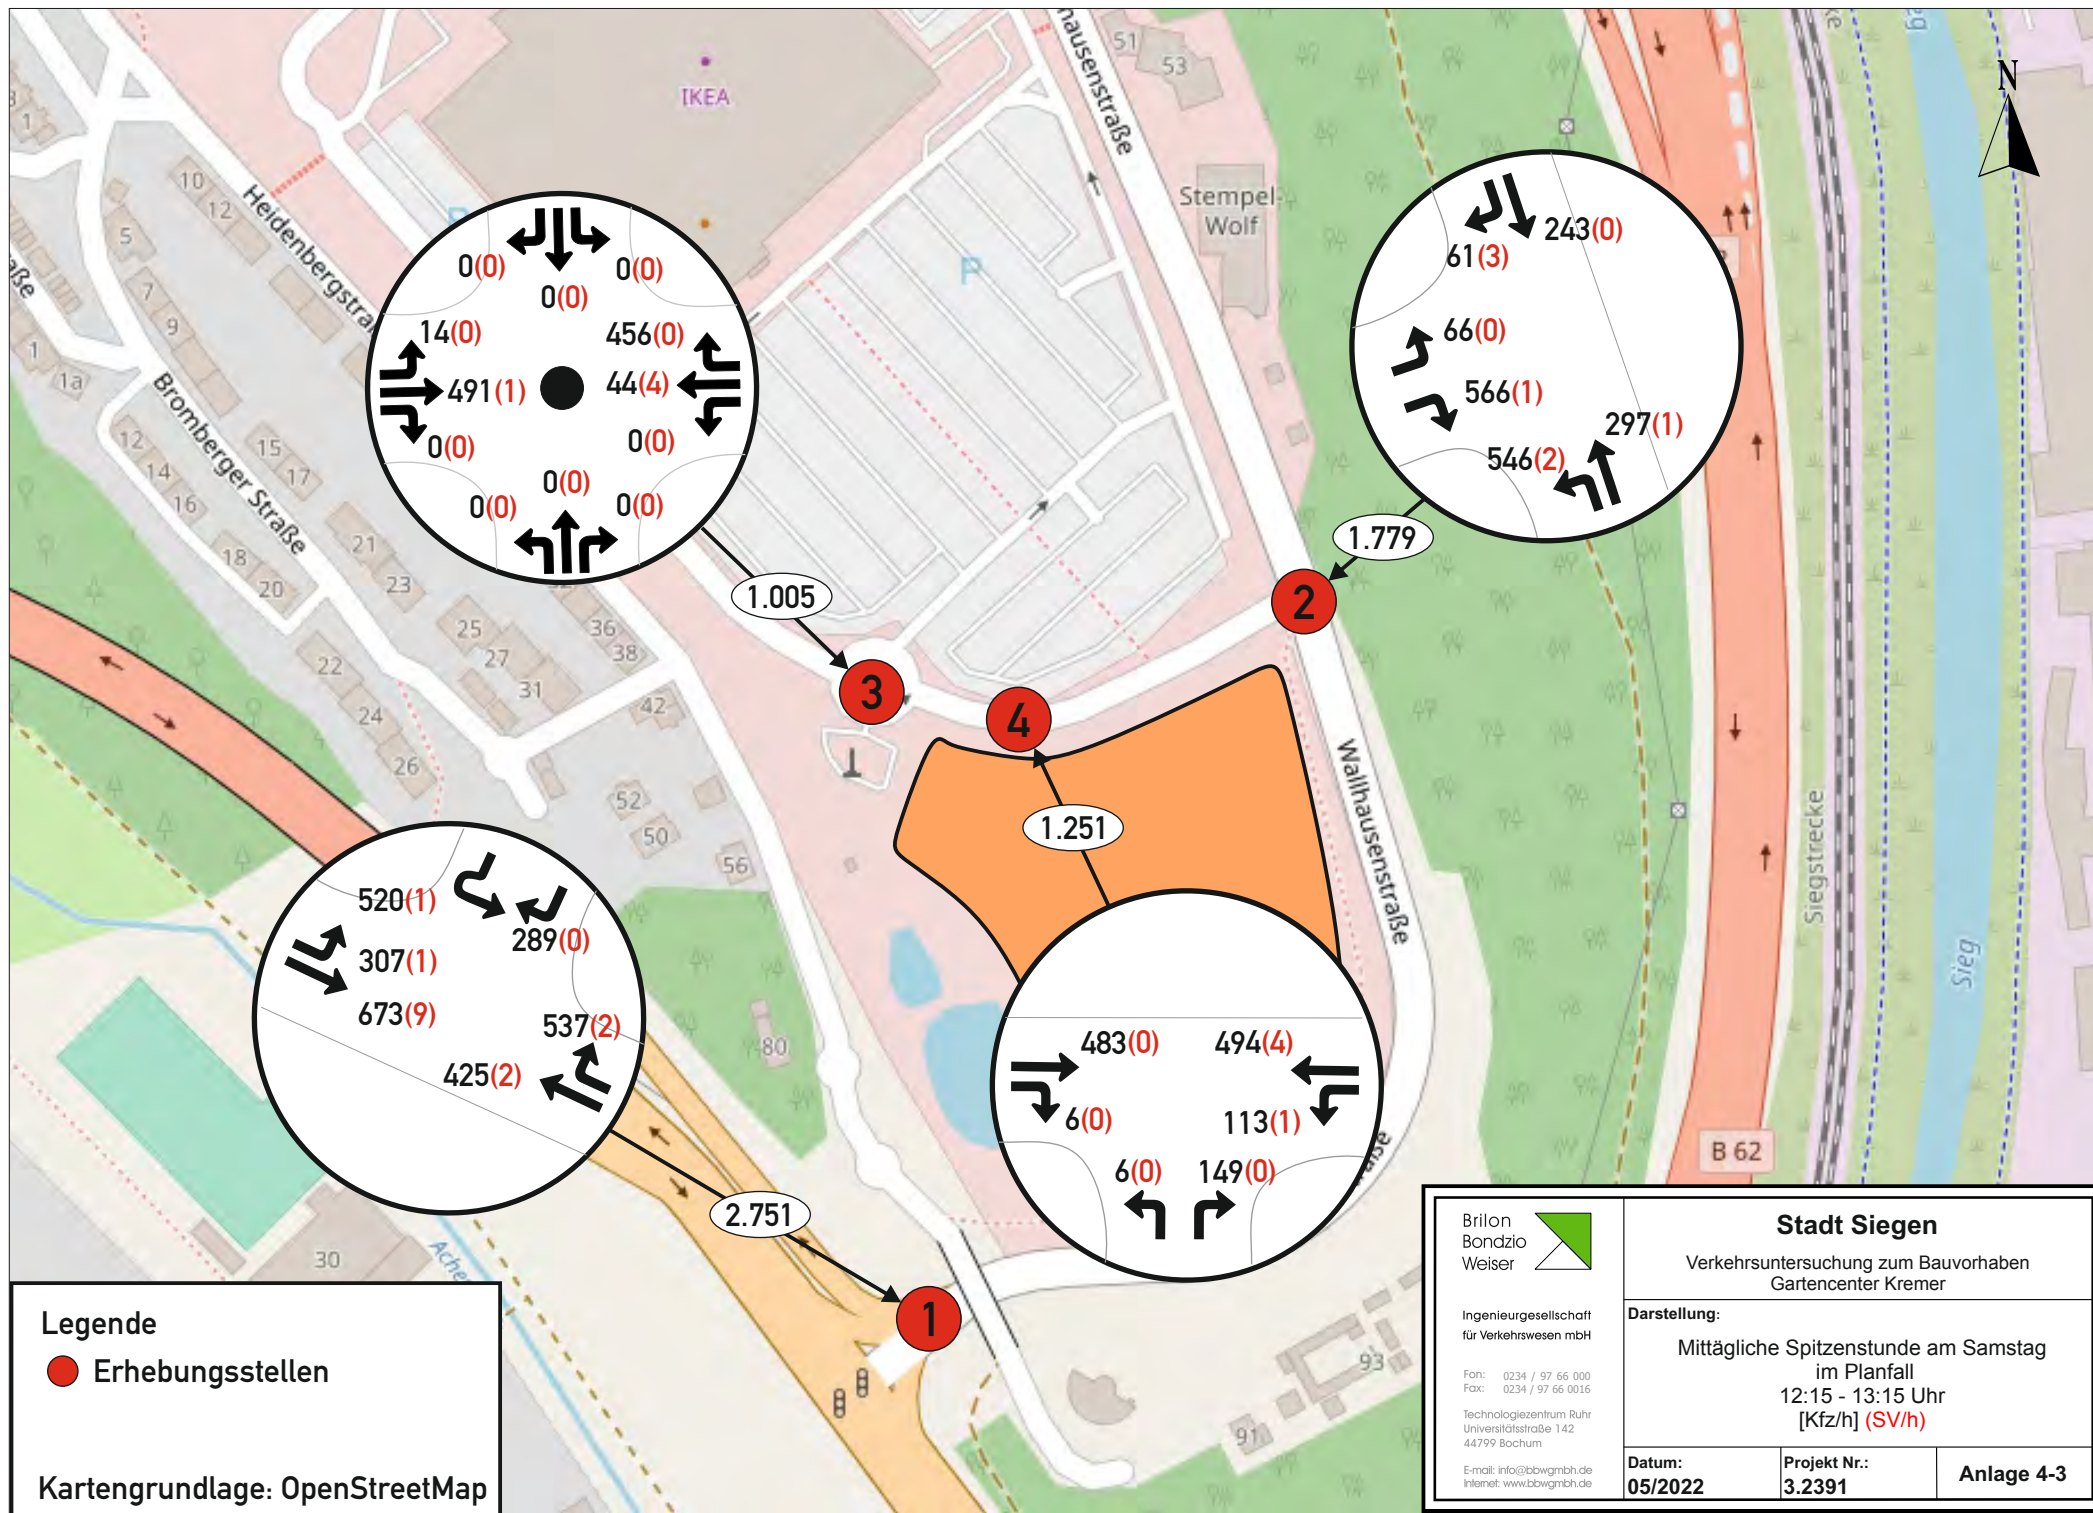 IKEA
51
53
hausenstraße
N
Stempel-
Wolf
P
P
B 62
Siegstrecke
Sieg
Wallhausenstraße
Heidenbergstraß
Bromberger Straße
1
10
12
5
7
9
1
1a
12
14
16
15
17
18
20
21
23
25
27
31
22
24
26
36
38
42
52
50
56
80
30
93
91
0(0)
0(0)
0(0)
14(0)
456(0)
491(1)
44(4)
0(0)
0(0)
0(0)
0(0)
0(0)
1.005
3
243(0)
61(3)
66(0)
566(1)
297(1)
546(2)
1.779
2
4
1.251
520(1)
289(0)
307(1)
673(9)
537(2)
425(2)
2.751
1
483(0)
494(4)
6(0)
113(1)
6(0)
149(0)
Legende
Erhebungsstellen
Kartengrundlage: OpenStreetMap
Brilon
Bondzio
Weiser
Ingenieurgesellschaft
für Verkehrswesen mbH
Fon: 0234 / 97 66 000
Fax: 0234 / 97 66 0016
Technologiezentrum Ruhr
Universitätsstraße 142
44799 Bochum
E-mail: info@bbwgmbh.de
Internet: www.bbwgmbh.de
Stadt Siegen
Verkehrsuntersuchung zum Bauvorhaben
Gartencenter Kremer
Darstellung:
Mittägliche Spitzenstunde am Samstag
im Planfall
12:15 - 13:15 Uhr
[Kfz/h] (SV/h)
Datum:
05/2022
Projekt Nr.:
3.2391
Anlage 4-3